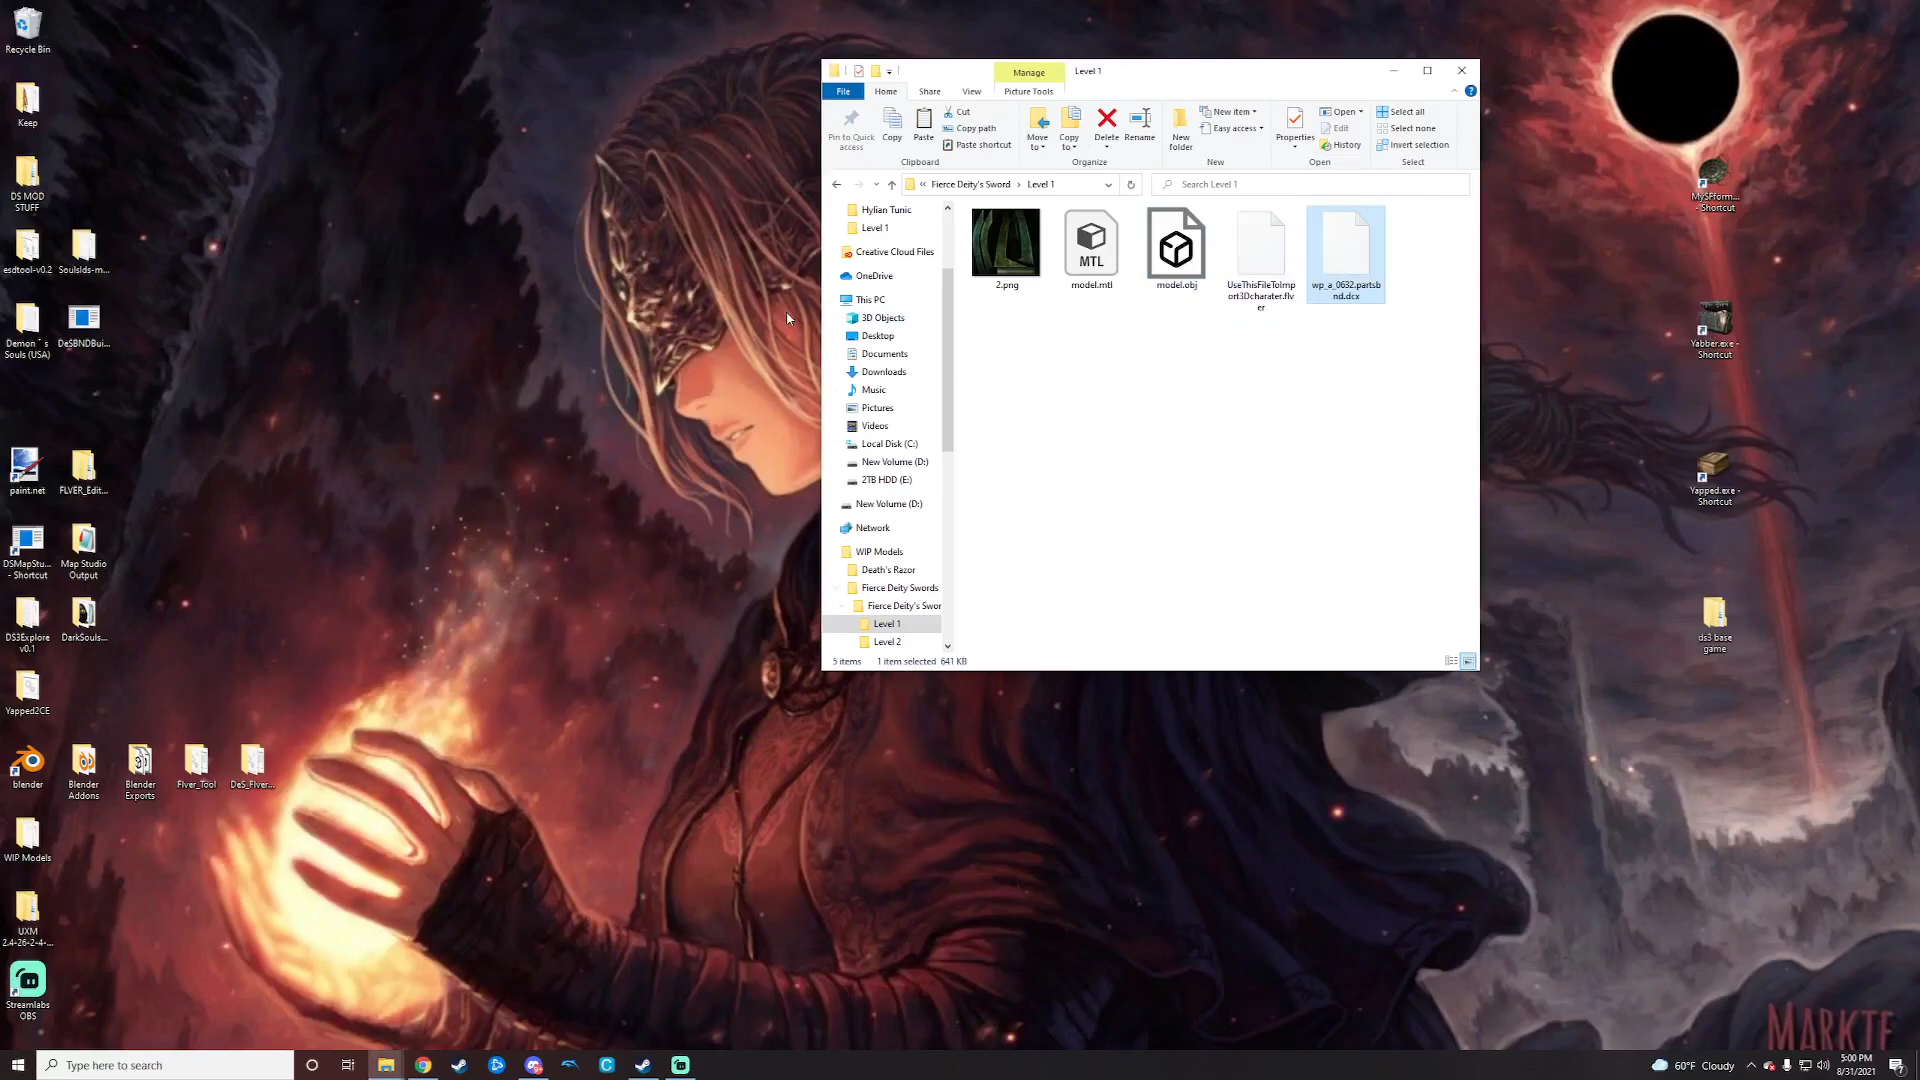 Recycle Bin
Keep
DS MOD
STUFF
esdtool-v0.2
SoulsIds-m...
Demon´s
Souls (USA)
DeSBNDBui...
paint.net
FLVER_Edit...
DSMapStu...
- Shortcut
Map Studio
Output
DS3Explore
v0.1
DarkSouls...
Yapped2CE
blender
Blender
Addons
Blender
Exports
Flver_Tool
DeS_Flver...
WIP Models
UXM
2.4-26-2-4-...
Streamlabs
OBS
Manage
Level 1
File
Home
Share
View
Picture Tools
Pin to Quick
access
Copy
Paste
Cut
Copy path
Paste shortcut
Clipboard
Move
to
Copy
to
Delete
Rename
Organize
New
folder
New item
Easy access
New
Properties
Open
Edit
History
Open
Select all
Select none
Invert selection
Select
« Fierce Deity's Sword › Level 1
Search Level 1
Hylian Tunic
Level 1
Creative Cloud Files
OneDrive
This PC
3D Objects
Desktop
Documents
Downloads
Music
Pictures
Videos
Local Disk (C:)
New Volume (D:)
2TB HDD (E:)
New Volume (D:)
Network
WIP Models
Death's Razor
Fierce Deity Swords
Fierce Deity's Swor
Level 1
Level 2
2.png
MTL
model.mtl
model.obj
UseThisFileToImp
ort3Dcharater.flv
er
wp_a_0632.partsb
nd.dcx
5 items
1 item selected 641 KB
MySFform...
- Shortcut
Yabber.exe -
Shortcut
Yapped.exe -
Shortcut
ds3 base
game
MARKTF
Type here to search
60°F Cloudy
5:00 PM
8/31/2021